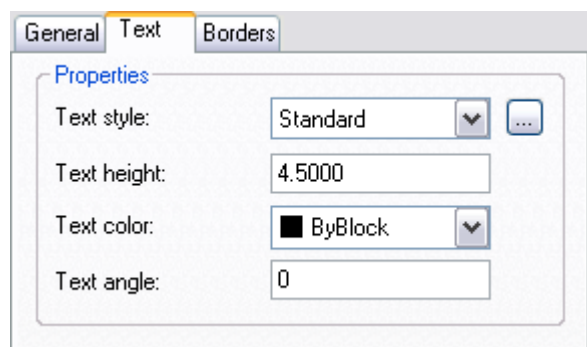 General Text Borders
Properties
Text style: Standard ...
Text height: 4.5000
Text color: ByBlock
Text angle: 0